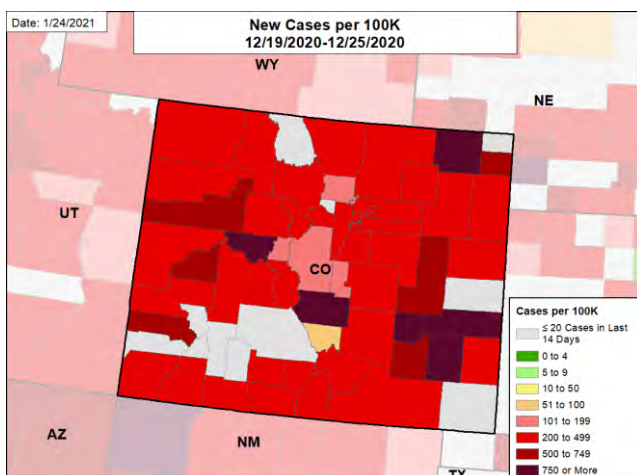 Date: 1/24/2021
New Cases per 100K
12/19/2020-12/25/2020
WY
NE
UT
CO
Cases per 100K
≤ 20 Cases in Last
14 Days
0 to 4
5 to 9
10 to 50
51 to 100
101 to 199
200 to 499
500 to 749
750 or More
AZ
NM
TX